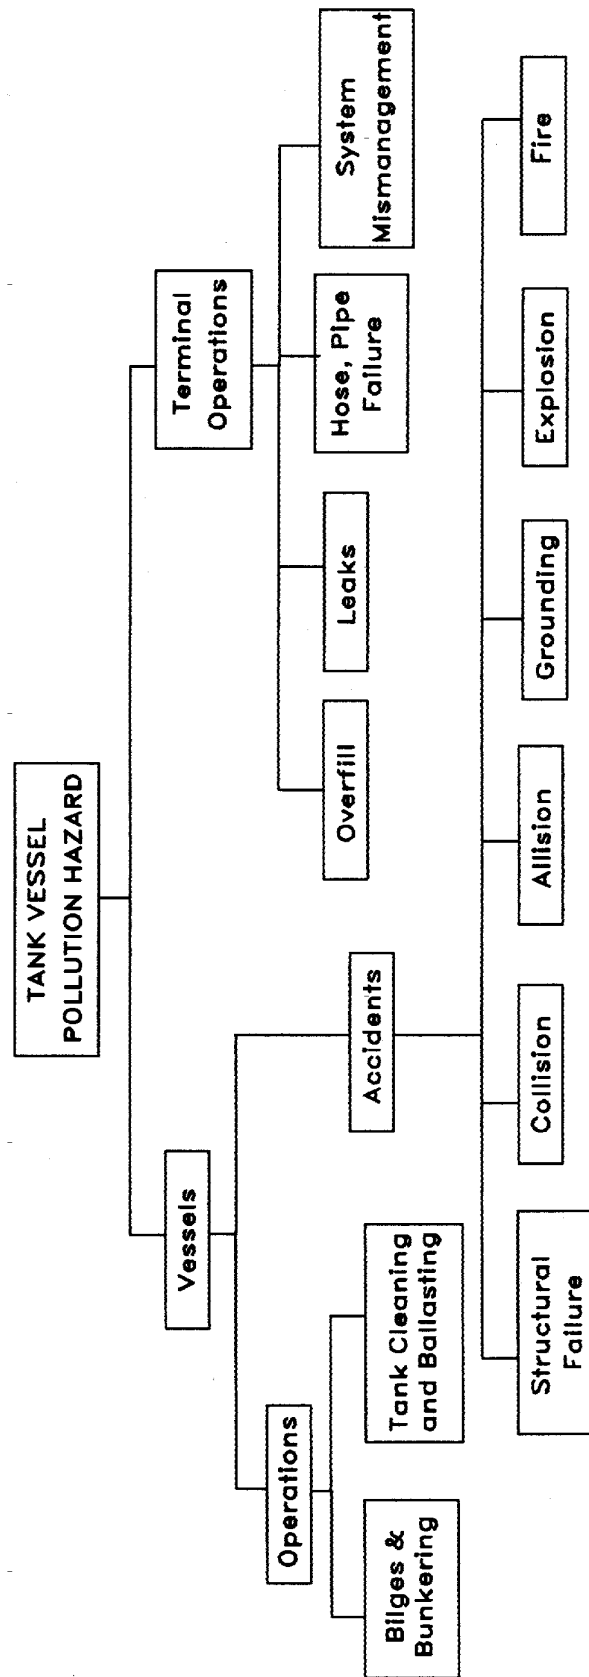 TANK VESSEL
POLLUTION HAZARD
Vessels
Terminal
Operations
Operations
Accidents
Overfill
Leaks
Hose, Pipe
Failure
System
Mismanagement
Bilges &
Bunkering
Tank Cleaning
and Ballasting
Structural
Failure
Collision
Allision
Grounding
Explosion
Fire